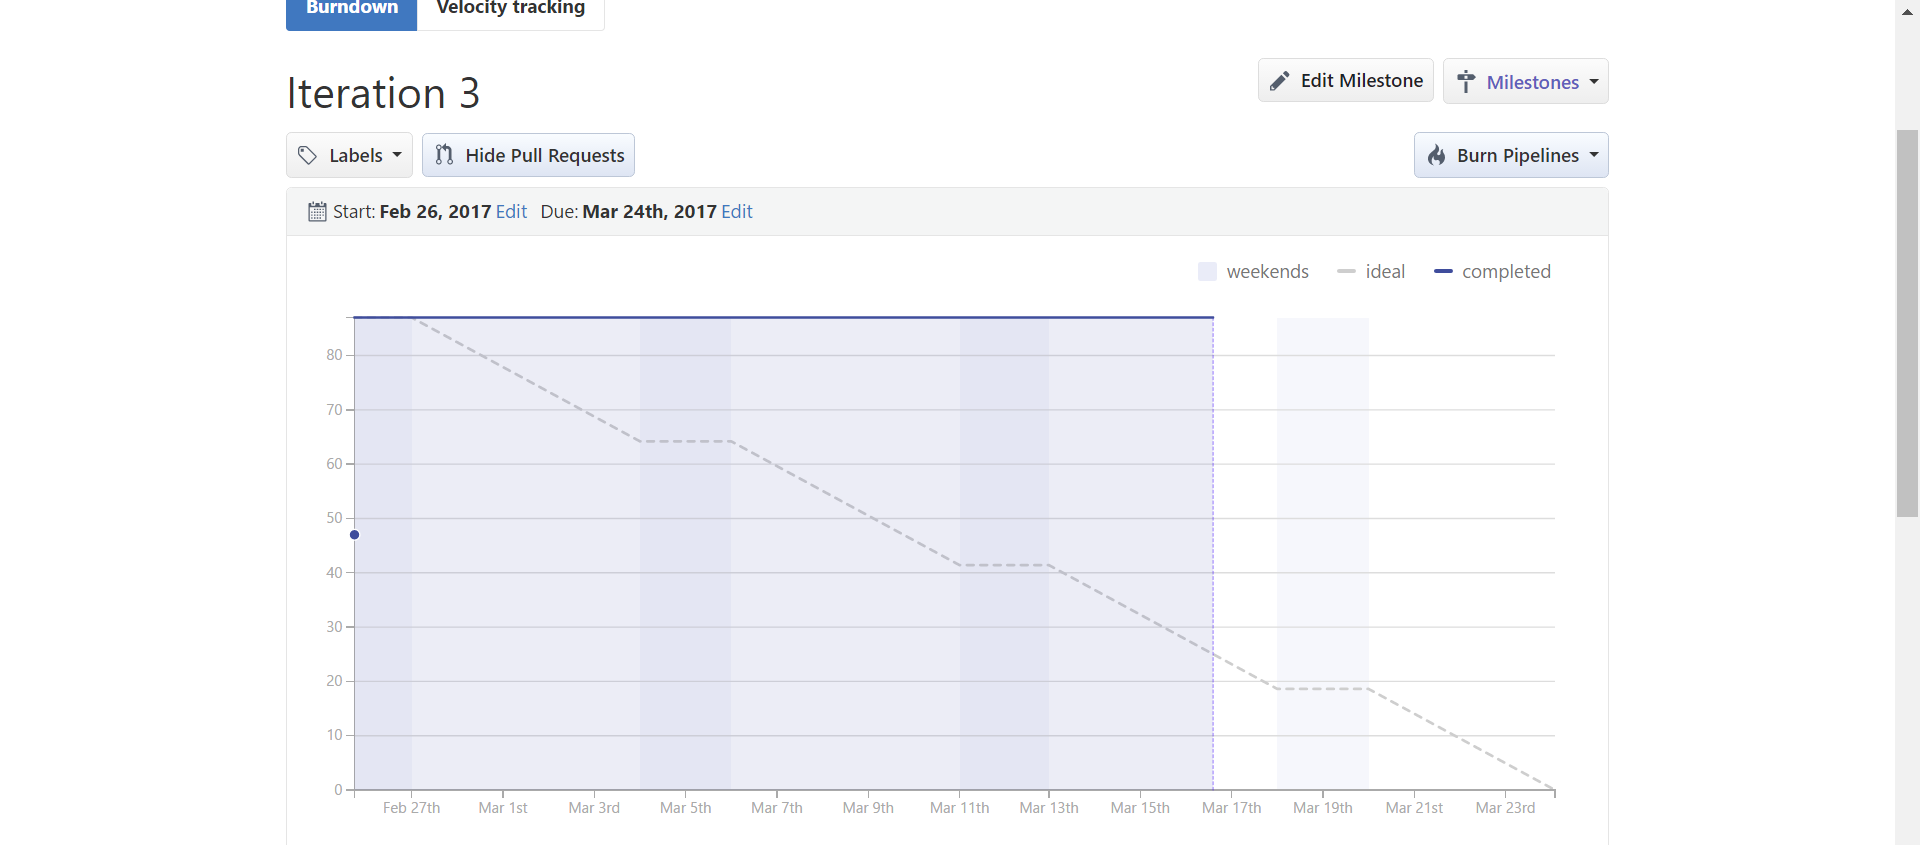 Burndown Velocity tracking
Iteration 3
Edit Milestone Milestones
Labels Hide Pull Requests Burn Pipelines
Start: Feb 26, 2017 Edit Due: Mar 24th, 2017 Edit
weekends ideal completed
80
70
60
50
40
30
20
10
0
Feb 27th Mar 1st Mar 3rd Mar 5th Mar 7th Mar 9th Mar 11th Mar 13th Mar 15th Mar 17th Mar 19th Mar 21st Mar 23rd